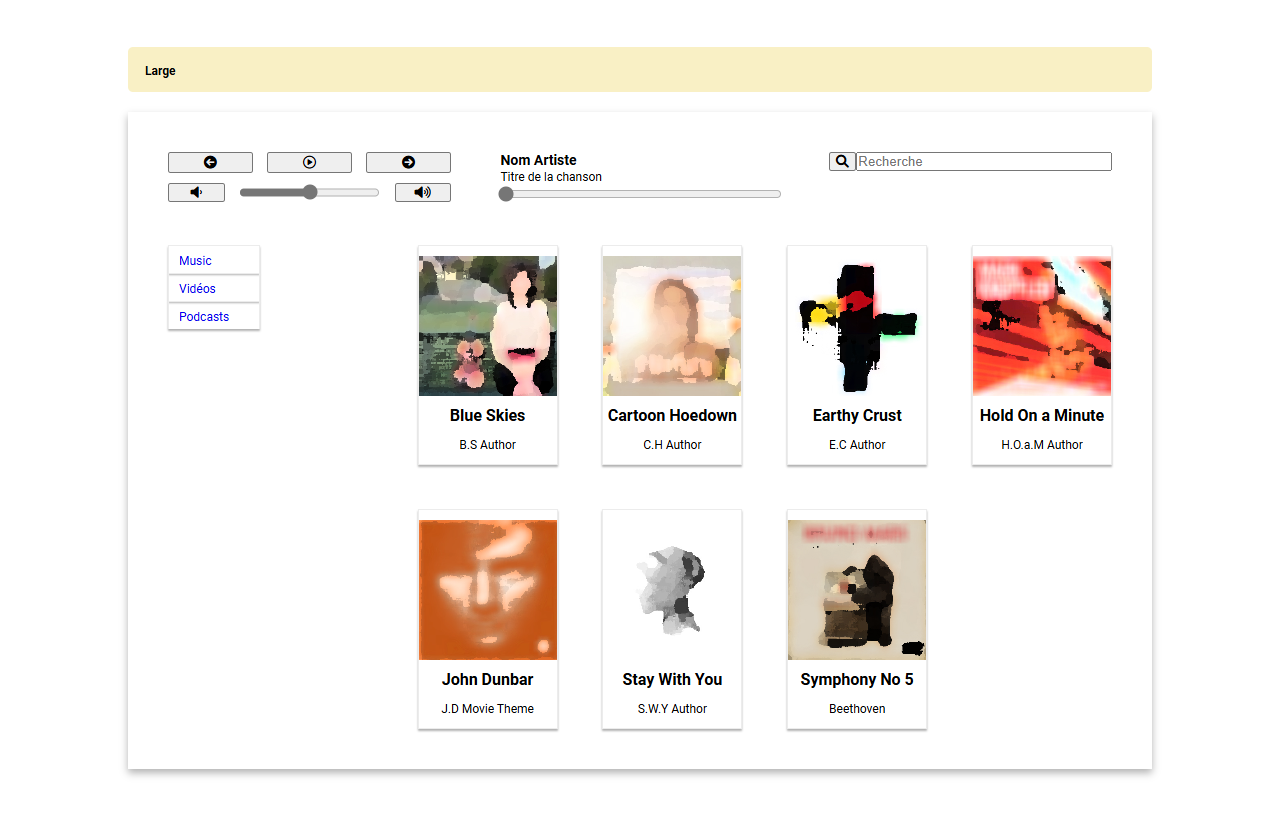 Large
Nom Artiste
Titre de la chanson
Recherche
Music
Vidéos
Podcasts
Blue Skies
B.S Author
Cartoon Hoedown
C.H Author
Earthy Crust
E.C Author
Hold On a Minute
H.O.a.M Author
John Dunbar
J.D Movie Theme
Stay With You
S.W.Y Author
Symphony No 5
Beethoven